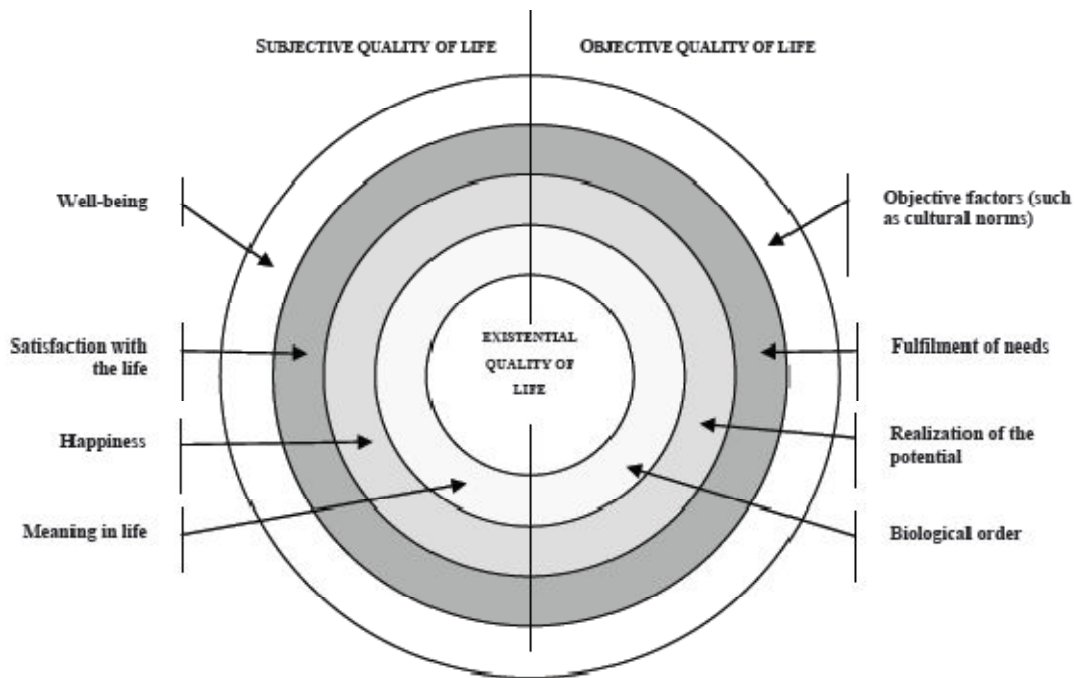 SUBJECTIVE QUALITY OF LIFE
OBJECTIVE QUALITY OF LIFE
Well-being
Objective factors (such
as cultural norms)
Satisfaction with
the life
EXISTENTIAL
QUALITY OF
LIFE
Fulfilment of needs
Happiness
Realization of the
potential
Meaning in life
Biological order